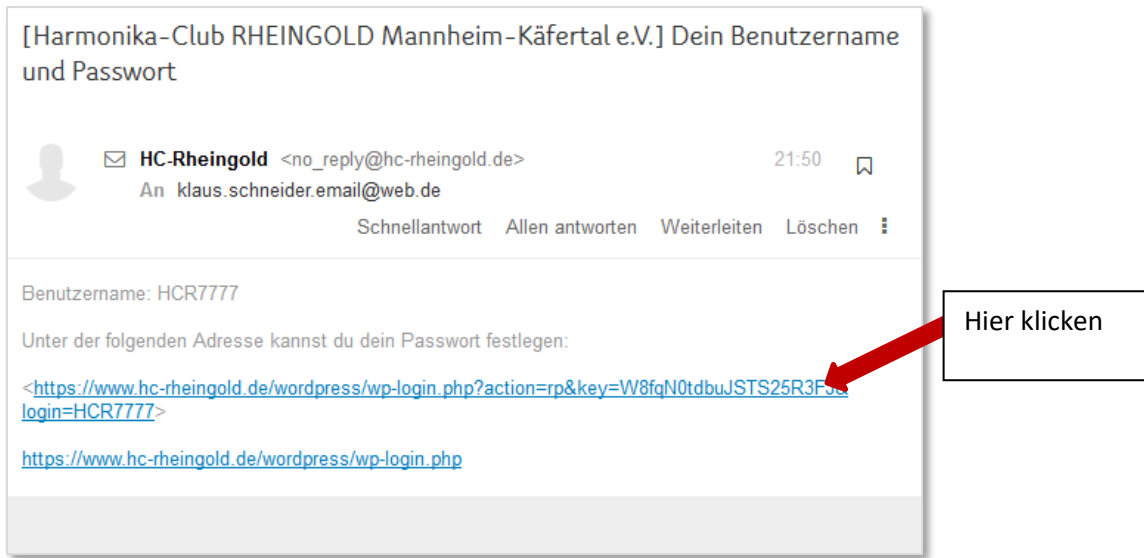 [Harmonika-Club RHEINGOLD Mannheim-Käfertal e.V.] Dein Benutzername
und Passwort
HC-Rheingold <no_reply@hc-rheingold.de> 21:50
An klaus.schneider.email@web.de
Schnellantwort Allen antworten Weiterleiten Löschen
Benutzername: HCR7777
Hier klicken
Unter der folgenden Adresse kannst du dein Passwort festlegen:
<https://www.hc-rheingold.de/wordpress/wp-login.php?action=rp&key=W8fqN0tdbuJSTS25R3F
login=HCR7777>
https://www.hc-rheingold.de/wordpress/wp-login.php